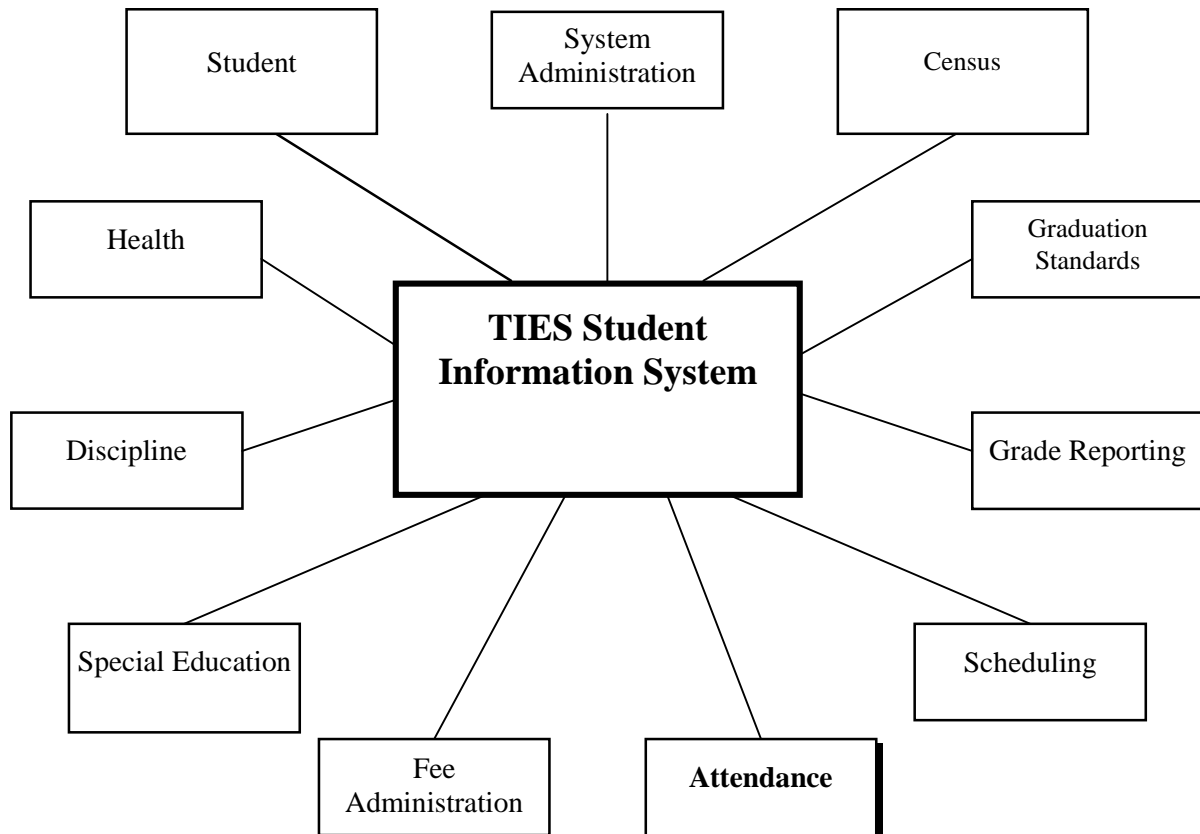 Student
System
Administration
Census
Health
Graduation
Standards
TIES Student
Information System
Discipline
Grade Reporting
Special Education
Scheduling
Fee
Administration
Attendance